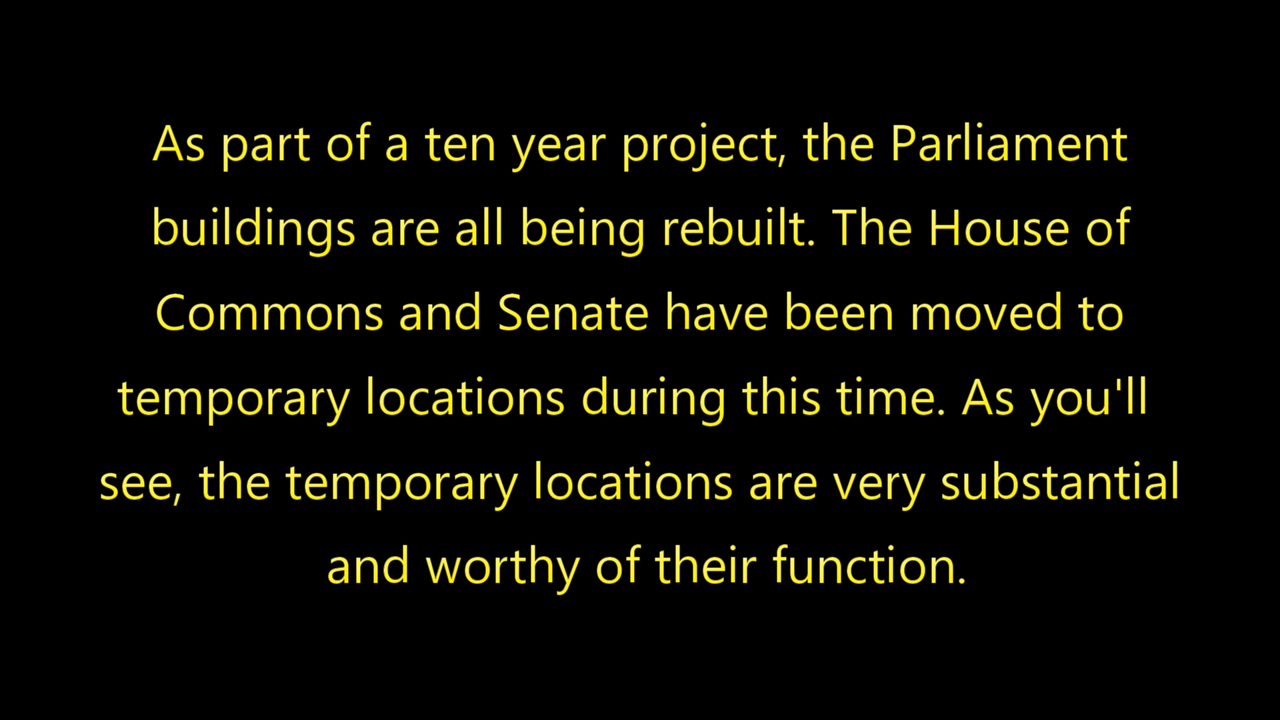 As part of a ten year project, the Parliament
buildings are all being rebuilt. The House of
Commons and Senate have been moved to
temporary locations during this time. As you'll
see, the temporary locations are very substantial
and worthy of their function.